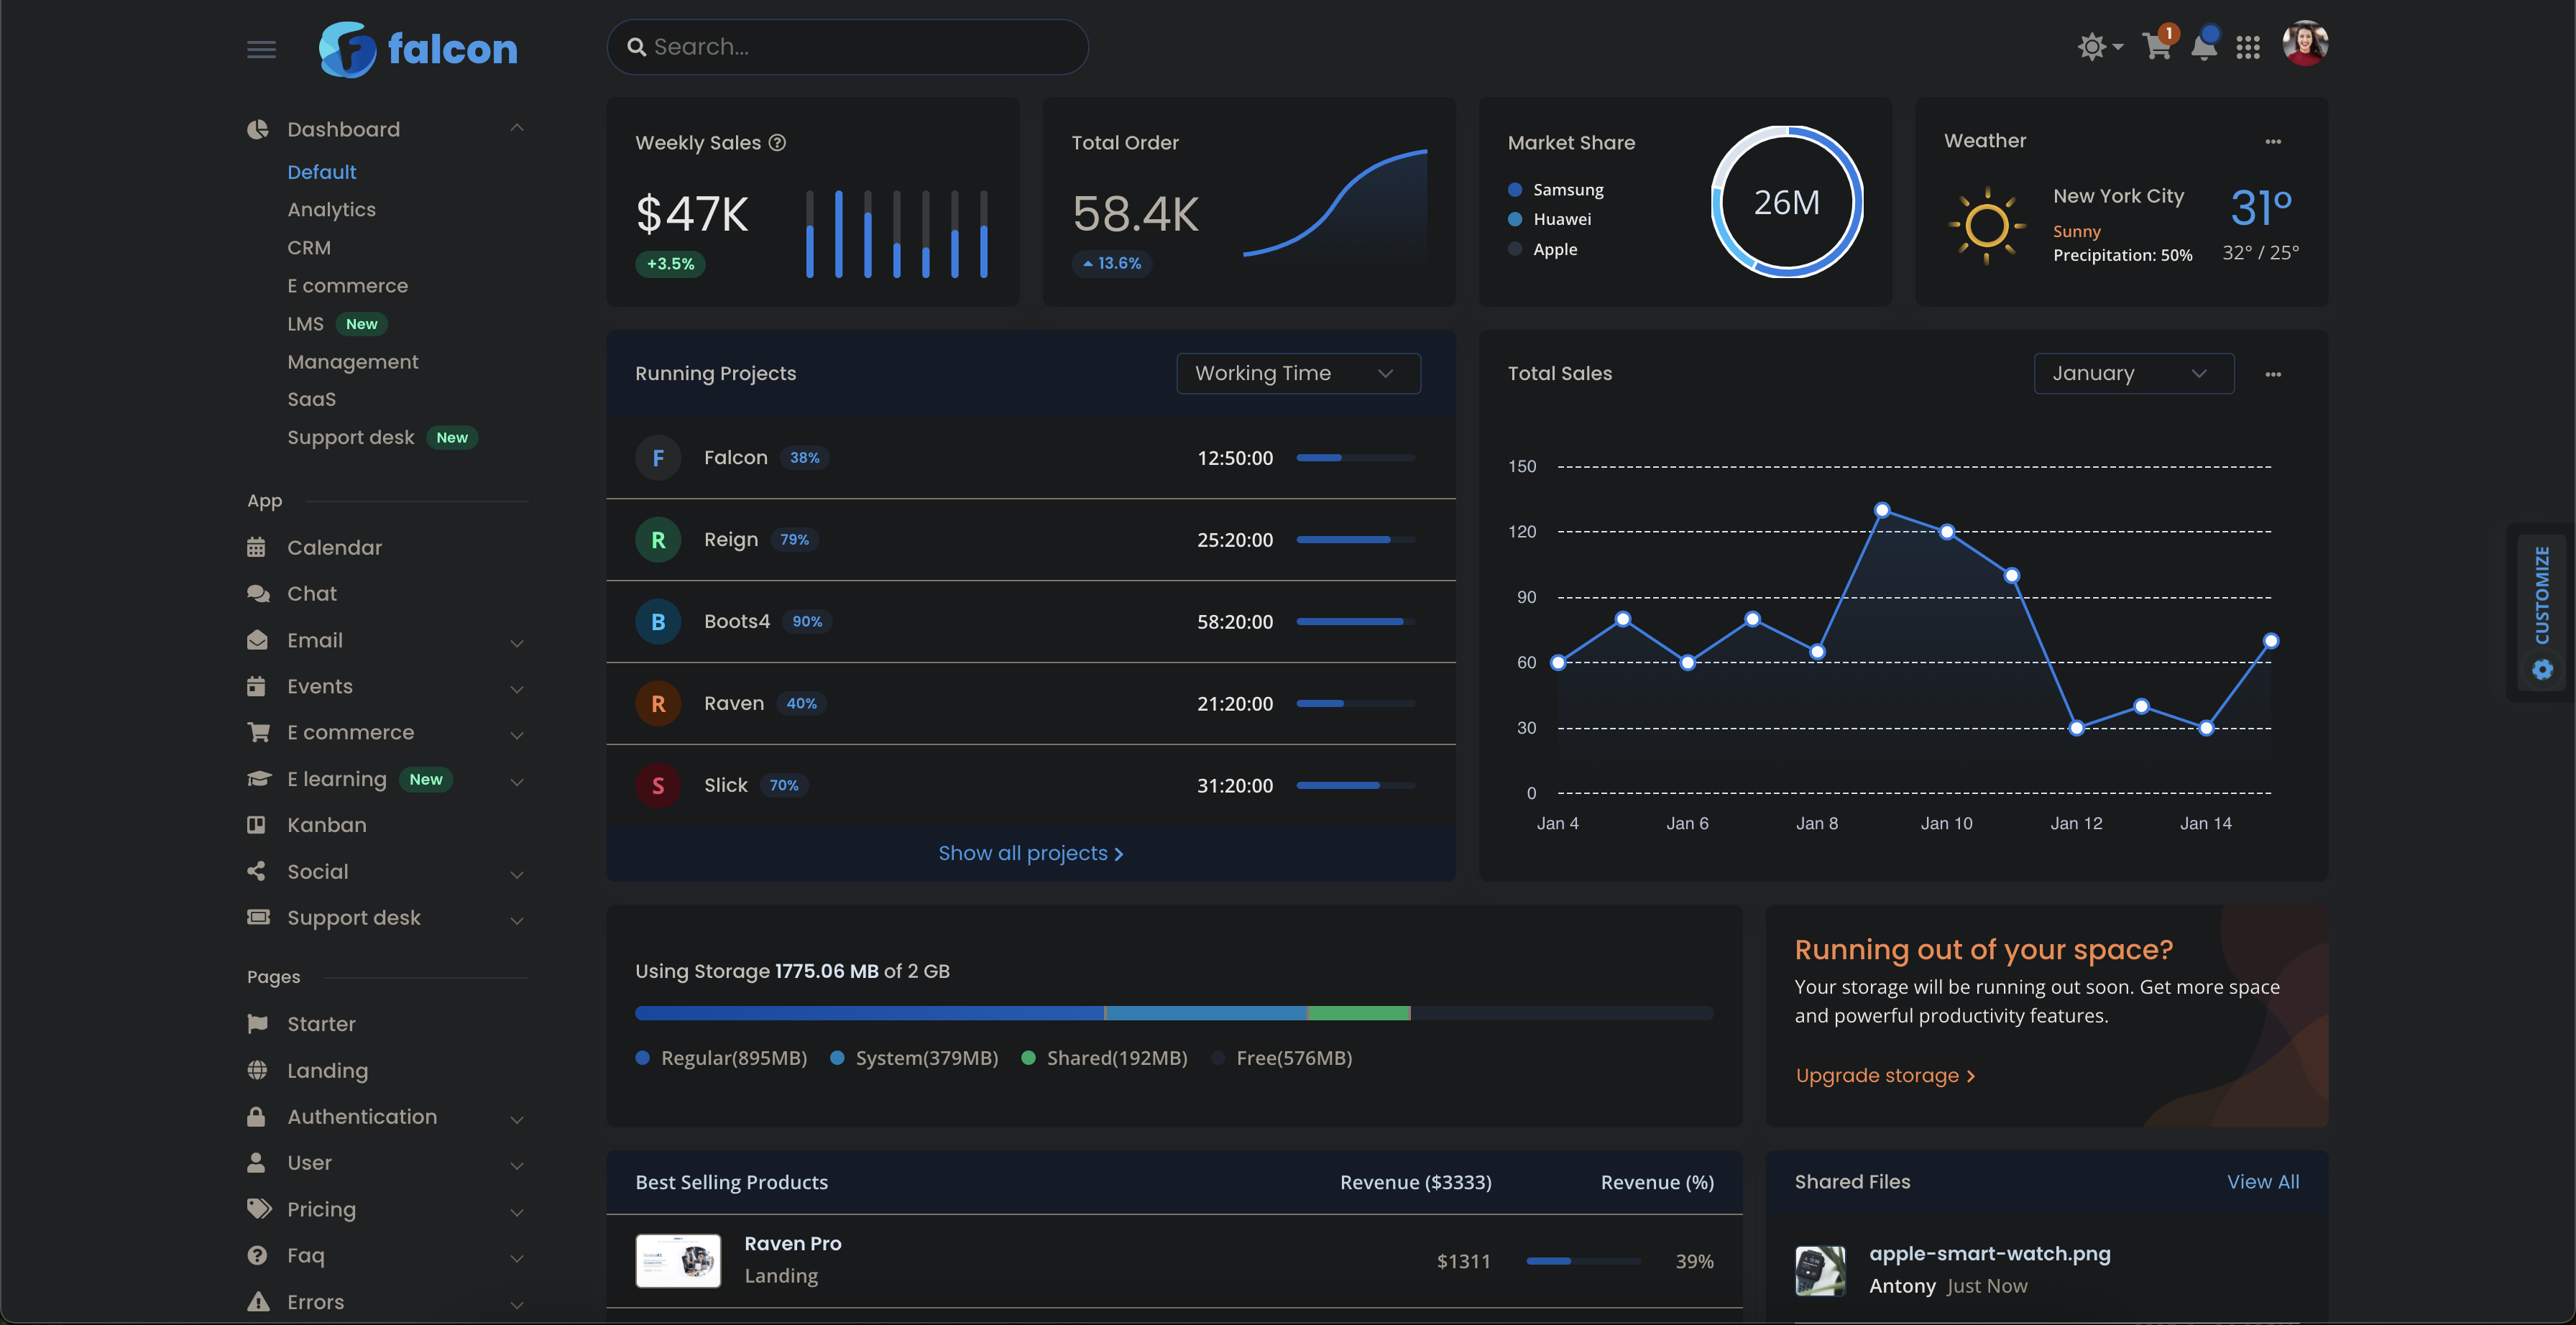 falcon
Search...
1
Dashboard
Default
Analytics
CRM
E commerce
LMS New
Management
SaaS
Support desk New
App
Calendar
Chat
Email
Events
E commerce
E learning New
Kanban
Social
Support desk
Pages
Starter
Landing
Authentication
User
Pricing
Faq
Errors
Weekly Sales
$47K
+3.5%
Total Order
58.4K
13.6%
Market Share
Samsung
Huawei
Apple
26M
Weather
New York City
Sunny
Precipitation: 50%
31°
32° / 25°
Running Projects
Working Time
F Falcon 38% 12:50:00
R Reign 79% 25:20:00
B Boots4 90% 58:20:00
R Raven 40% 21:20:00
S Slick 70% 31:20:00
Show all projects
Total Sales
January
150
120
90
60
30
0
Jan 4 Jan 6 Jan 8 Jan 10 Jan 12 Jan 14
CUSTOMIZE
Using Storage 1775.06 MB of 2 GB
Regular(895MB) System(379MB) Shared(192MB) Free(576MB)
Running out of your space?
Your storage will be running out soon. Get more space
and powerful productivity features.
Upgrade storage
Best Selling Products Revenue ($3333) Revenue (%)
Raven Pro
Landing
$1311 39%
Shared Files View All
apple-smart-watch.png
Antony Just Now